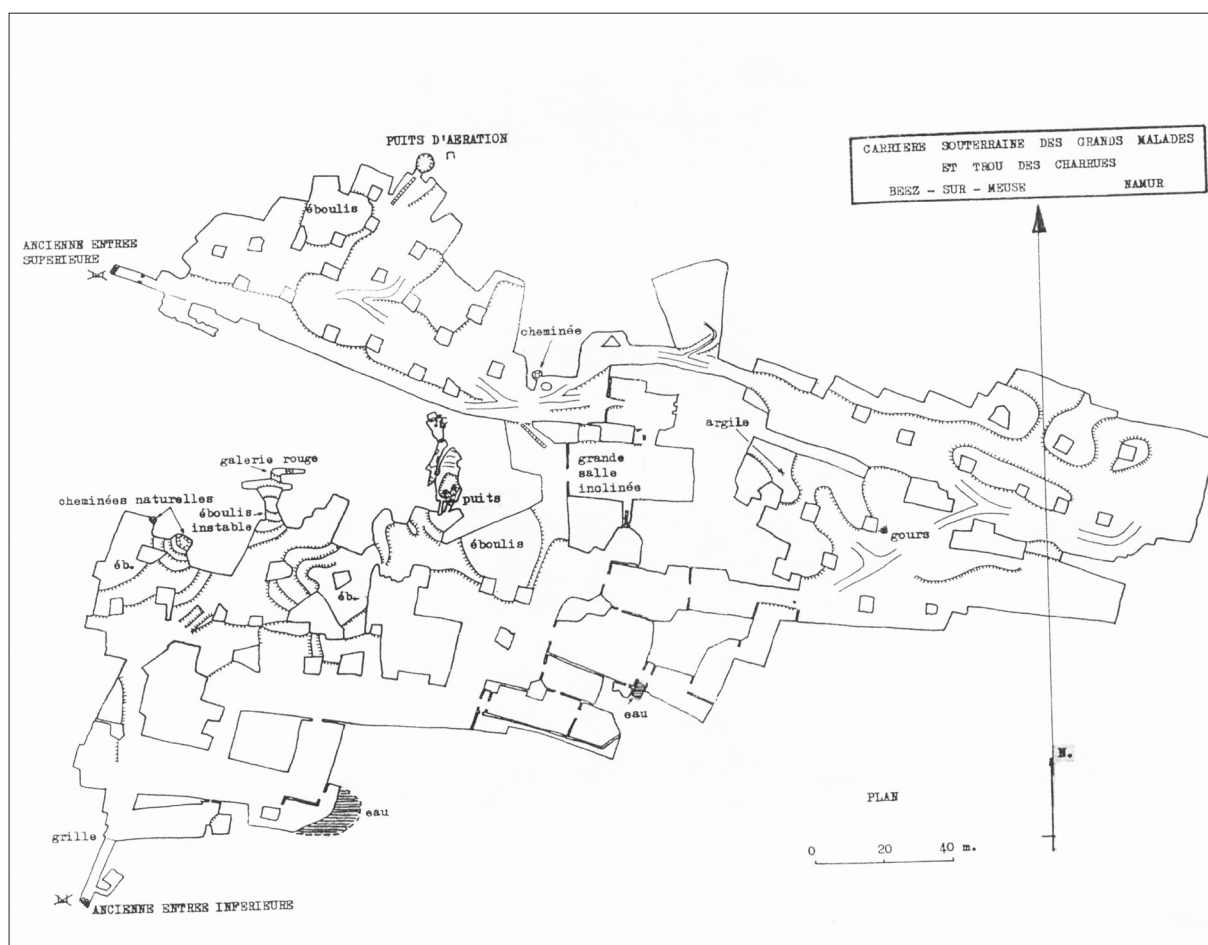 PUITS D'AERATION
CARRIERE SOUTERRAINE DES GRANDS MALADES
ET TROU DES CHARRUES
BEEZ - SUR - MEUSE NAMUR
éboulis
ANCIENNE ENTREE
SUPERIEURE
cheminée
argile
galerie rouge
grande
salle
inclinée
cheminées naturelles
éboulis
instable
puits
éboulis
gours
éb.
éb.
eau
N.
PLAN
eau
grille
0 20 40 m.
ANCIENNE ENTREE INFERIEURE